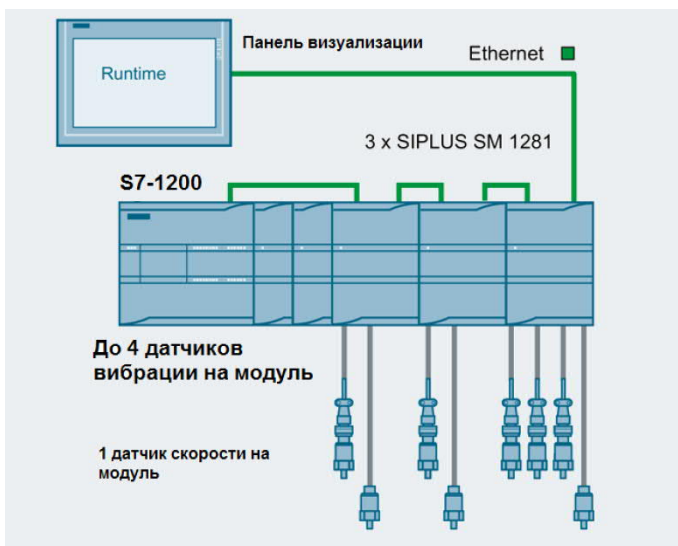 Панель визуализации
Ethernet
Runtime
3 x SIPLUS SM 1281
S7-1200
До 4 датчиков
вибрации на модуль
1 датчик скорости на
модуль